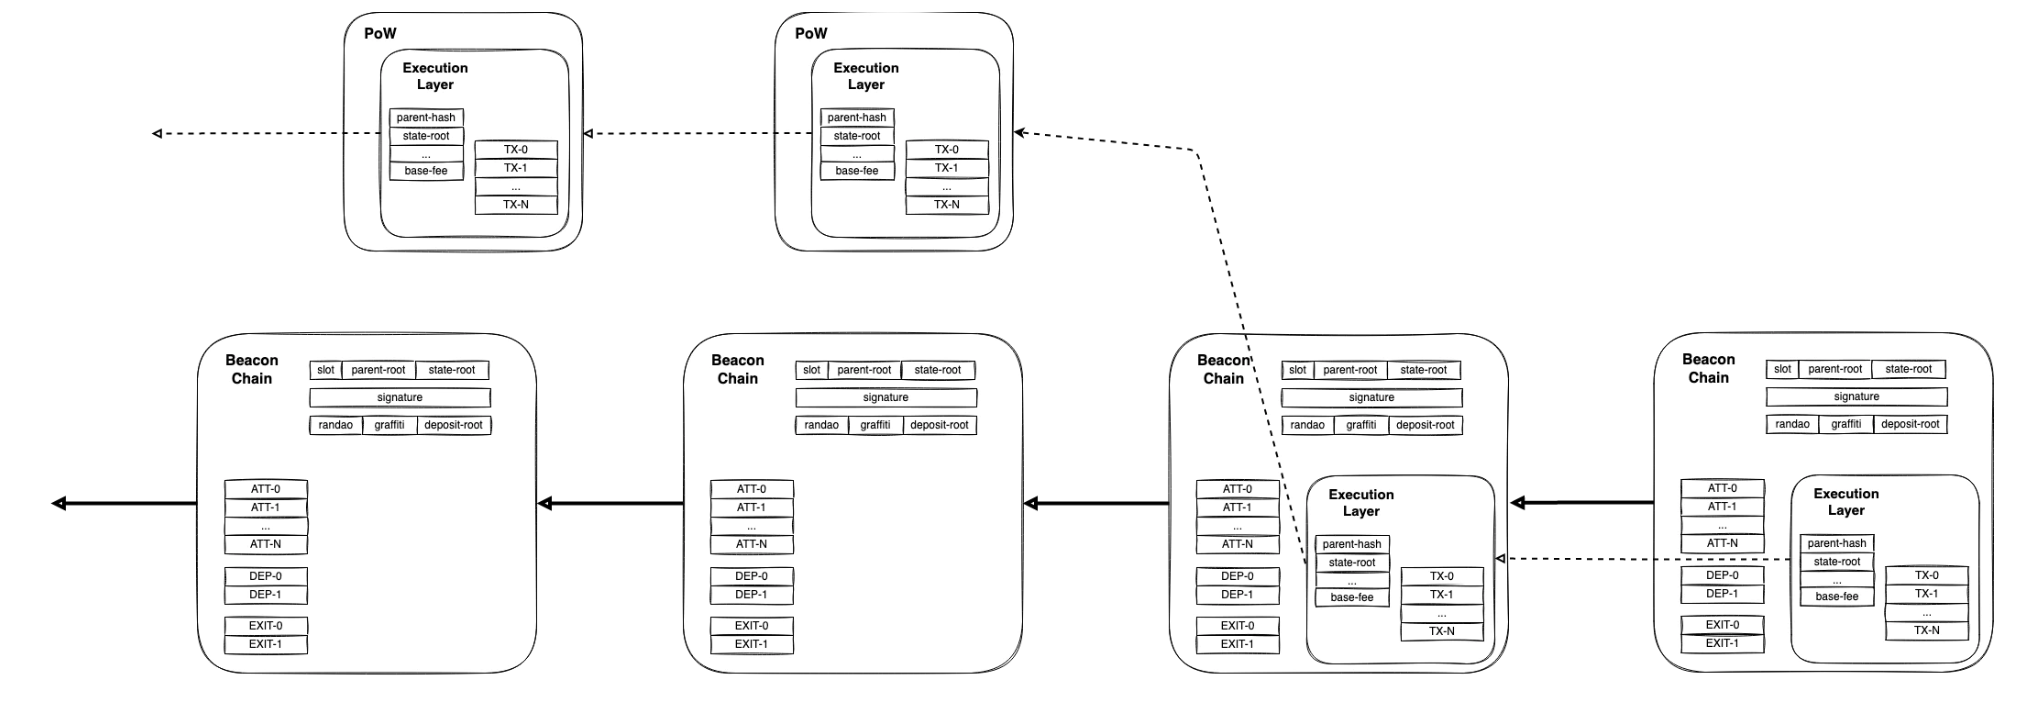 PoW
Execution
Layer
parent-hash
state-root
...
base-fee
TX-0
TX-1
...
TX-N
PoW
Execution
Layer
parent-hash
state-root
...
base-fee
TX-0
TX-1
...
TX-N
Beacon
Chain
slot parent-root state-root
signature
randao graffiti deposit-root
ATT-0
ATT-1
...
ATT-N
DEP-0
DEP-1
EXIT-0
EXIT-1
Beacon
Chain
slot parent-root state-root
signature
randao graffiti deposit-root
ATT-0
ATT-1
...
ATT-N
DEP-0
DEP-1
EXIT-0
EXIT-1
Beacon
Chain
slot parent-root state-root
signature
randao graffiti deposit-root
ATT-0
ATT-1
...
ATT-N
DEP-0
DEP-1
EXIT-0
EXIT-1
Execution
Layer
parent-hash
state-root
...
base-fee
TX-0
TX-1
...
TX-N
Beacon
Chain
slot parent-root state-root
signature
randao graffiti deposit-root
ATT-0
ATT-1
...
ATT-N
DEP-0
DEP-1
EXIT-0
EXIT-1
Execution
Layer
parent-hash
state-root
...
base-fee
TX-0
TX-1
...
TX-N